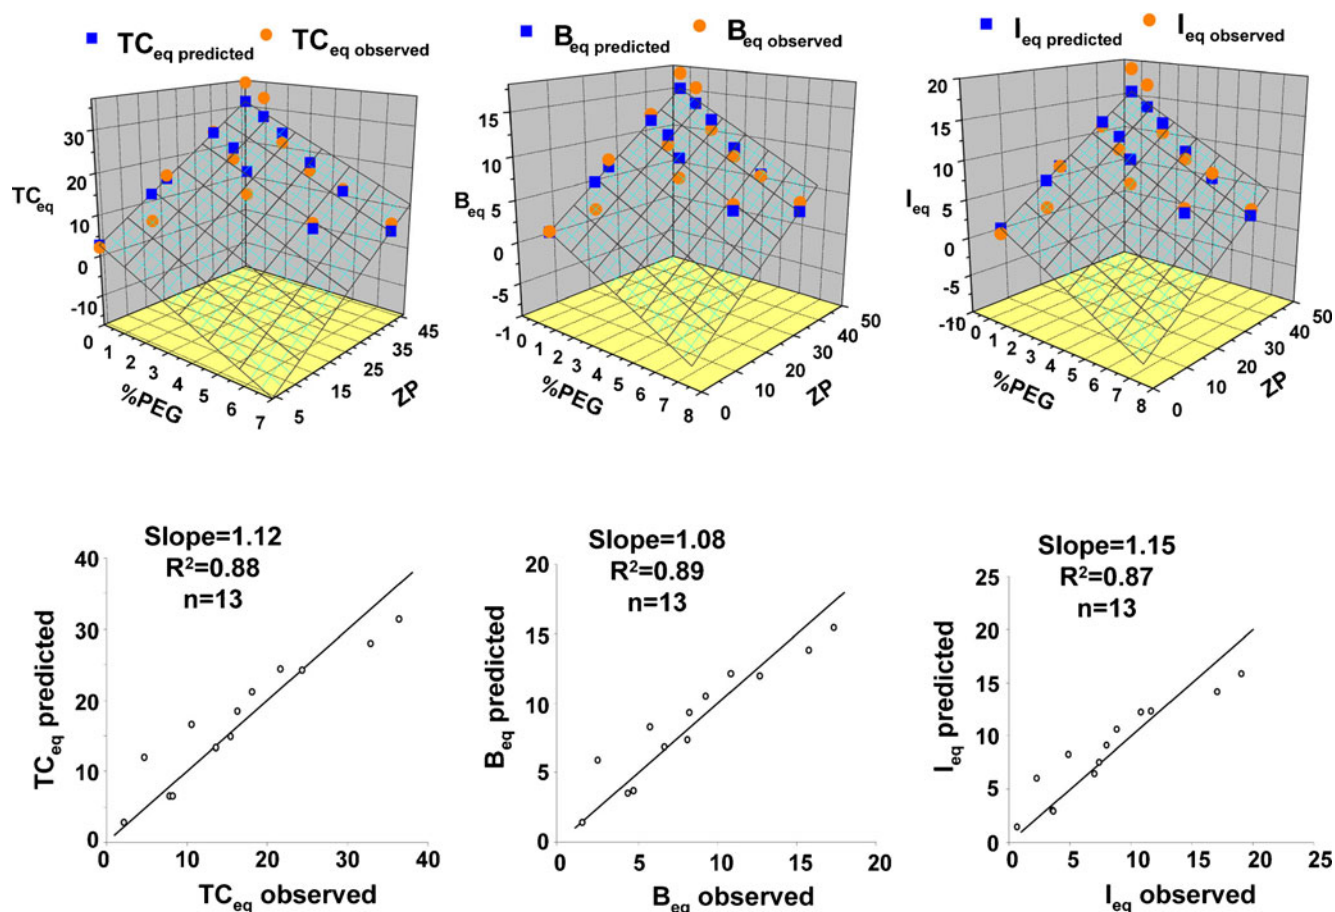 TCeq predicted TCeq observed
Beq predicted Beq observed
Ieq predicted Ieq observed
TCeq
30
20
10
0
-10
0 1 2 3 4 5 6 7
%PEG
5 15 25 35 45
ZP
Beq
15
10
5
0
-5
-1 0 1 2 3 4 5 6 7 8
%PEG
0 10 20 30 40 50
ZP
Ieq
20
15
10
5
0
-5
-10
0 1 2 3 4 5 6 7 8
%PEG
0 10 20 30 40 50
ZP
Slope=1.12
R²=0.88
n=13
TCeq predicted
40
30
20
10
0
0 10 20 30 40
TCeq observed
Slope=1.08
R²=0.89
n=13
Beq predicted
20
15
10
5
0
0 5 10 15 20
Beq observed
Slope=1.15
R²=0.87
n=13
Ieq predicted
25
20
15
10
5
0
0 5 10 15 20 25
Ieq observed